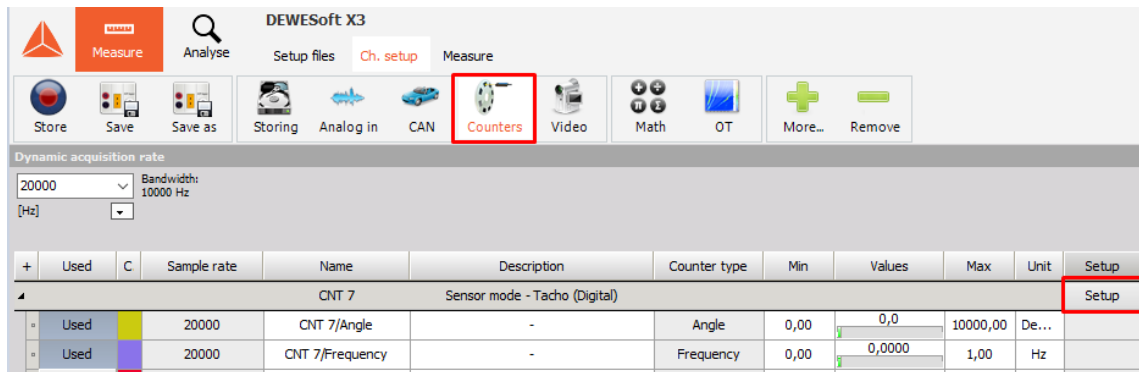 DEWESoft X3
Measure Analyse
Setup files Ch. setup Measure
Store Save Save as Storing Analog in CAN Counters Video Math OT More... Remove
Dynamic acquisition rate
20000 Bandwidth:
10000 Hz
[Hz]
+ Used C Sample rate Name Description Counter type Min Values Max Unit Setup
CNT 7 Sensor mode - Tacho (Digital) Setup
Used 20000 CNT 7/Angle - Angle 0,00 0,0 10000,00 De...
Used 20000 CNT 7/Frequency - Frequency 0,00 0,0000 1,00 Hz